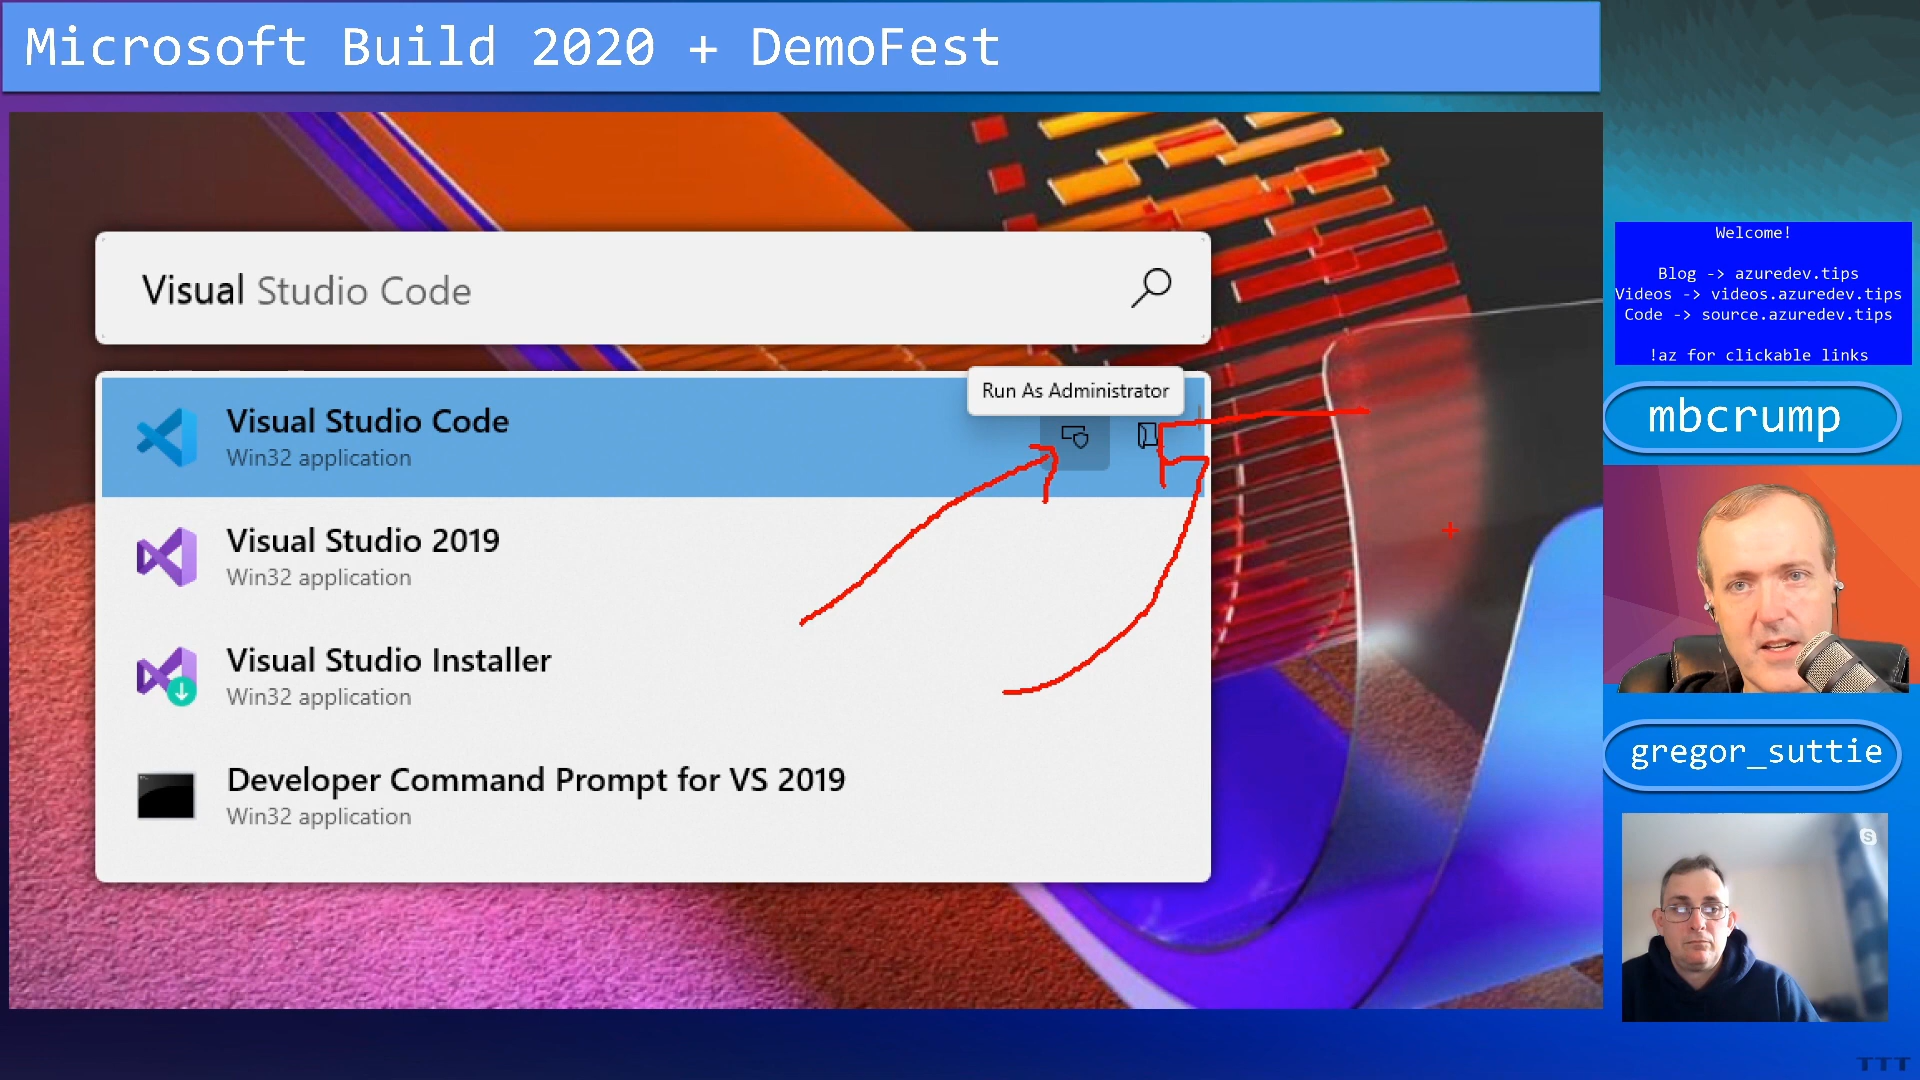 Microsoft Build 2020 + DemoFest
Visual Studio Code
Run As Administrator
Visual Studio Code
Win32 application
Visual Studio 2019
Win32 application
Visual Studio Installer
Win32 application
Developer Command Prompt for VS 2019
Win32 application
Welcome!
Blog -> azuredev.tips
Videos -> videos.azuredev.tips
Code -> source.azuredev.tips
!az for clickable links
mbcrump
gregor_suttie
TTT